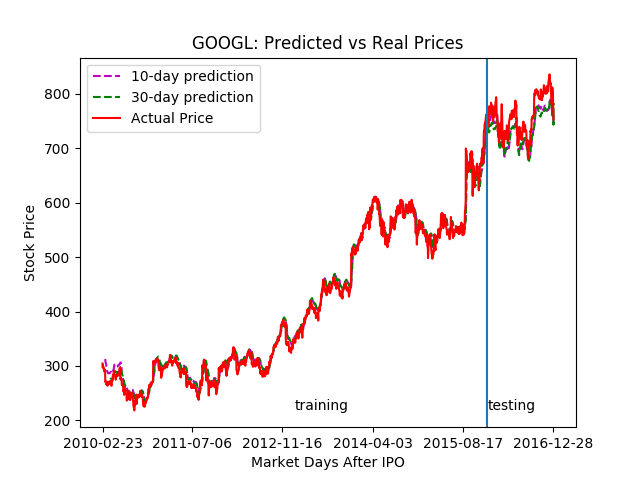 GOOGL: Predicted vs Real Prices
10-day prediction
30-day prediction
Actual Price
800
700
600
500
400
300
200
Stock Price
training
testing
2010-02-23 2011-07-06 2012-11-16 2014-04-03 2015-08-17 2016-12-28
Market Days After IPO